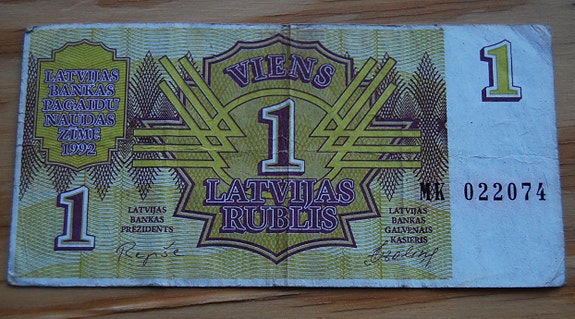 LATVIJAS
BANKAS
PAGAIDU
NAUDAS
ZĪME
1992
VIENS
1
LATVIJAS
RUBLIS
1
MK 022074
1
LATVIJAS
BANKAS
PREZIDENTS
LATVIJAS
BANKAS
GALVENAIS
KASIERIS